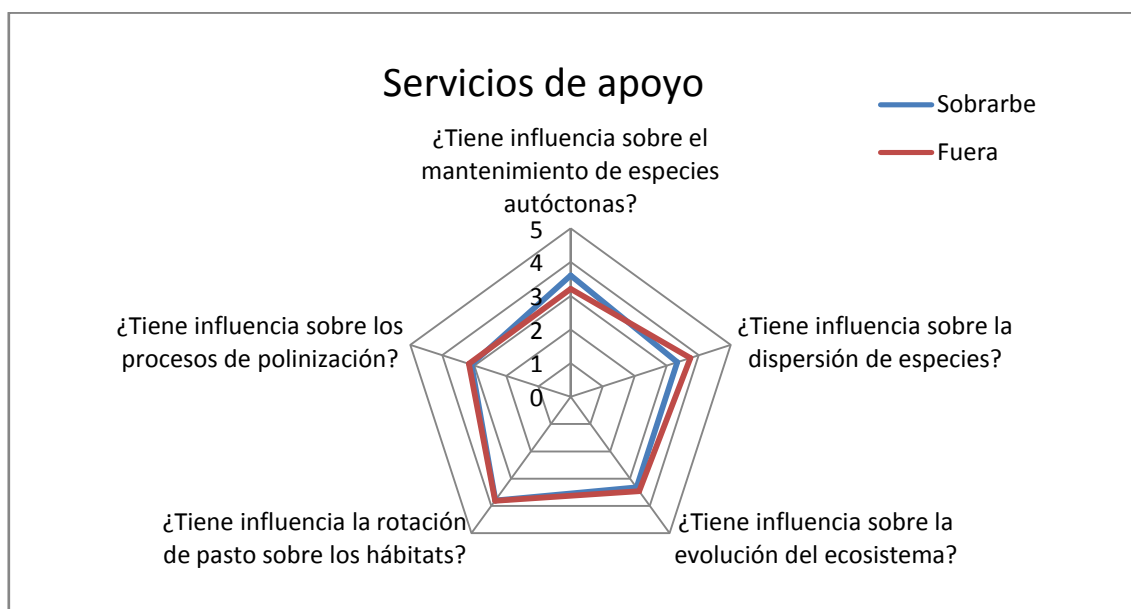 Servicios de apoyo
Sobrarbe
Fuera
¿Tiene influencia sobre el
mantenimiento de especies
autóctonas?
5
4
3
2
1
0
¿Tiene influencia sobre la
dispersión de especies?
¿Tiene influencia sobre la
evolución del ecosistema?
¿Tiene influencia la rotación
de pasto sobre los hábitats?
¿Tiene influencia sobre los
procesos de polinización?